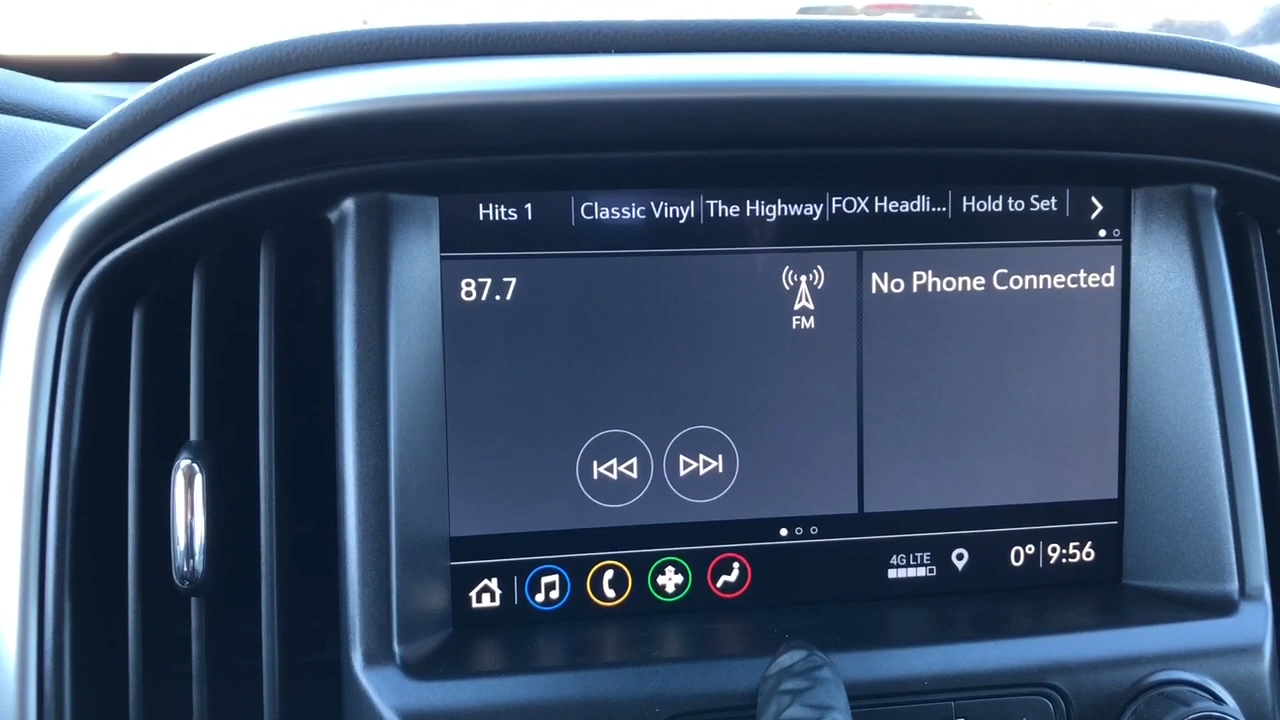 Hits 1 Classic Vinyl The Highway FOX Headli... Hold to Set
87.7
FM
No Phone Connected
4G LTE
0° 9:56